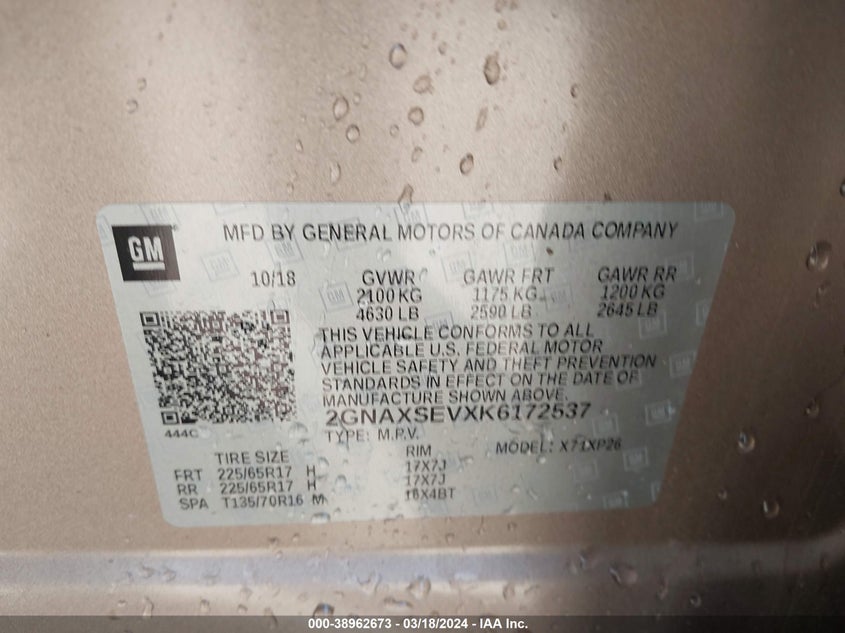 GM
MFD BY GENERAL MOTORS OF CANADA COMPANY
10/18 GVWR GAWR FRT GAWR RR
2100 KG 1175 KG 1200 KG
4630 LB 2590 LB 2645 LB
THIS VEHICLE CONFORMS TO ALL
APPLICABLE U.S. FEDERAL MOTOR
VEHICLE SAFETY AND THEFT PREVENTION
STANDARDS IN EFFECT ON THE DATE OF
MANUFACTURE SHOWN ABOVE.
444C 2GNAXSEVXK6172537
TYPE: M.P.V. MODEL: X71XP26
TIRE SIZE RIM
FRT 225/65R17 H 17X7J
RR 225/65R17 H 17X7J
SPA T135/70R16 M 16X4BT
000-38962673 — 03/18/2024 — IAA Inc.